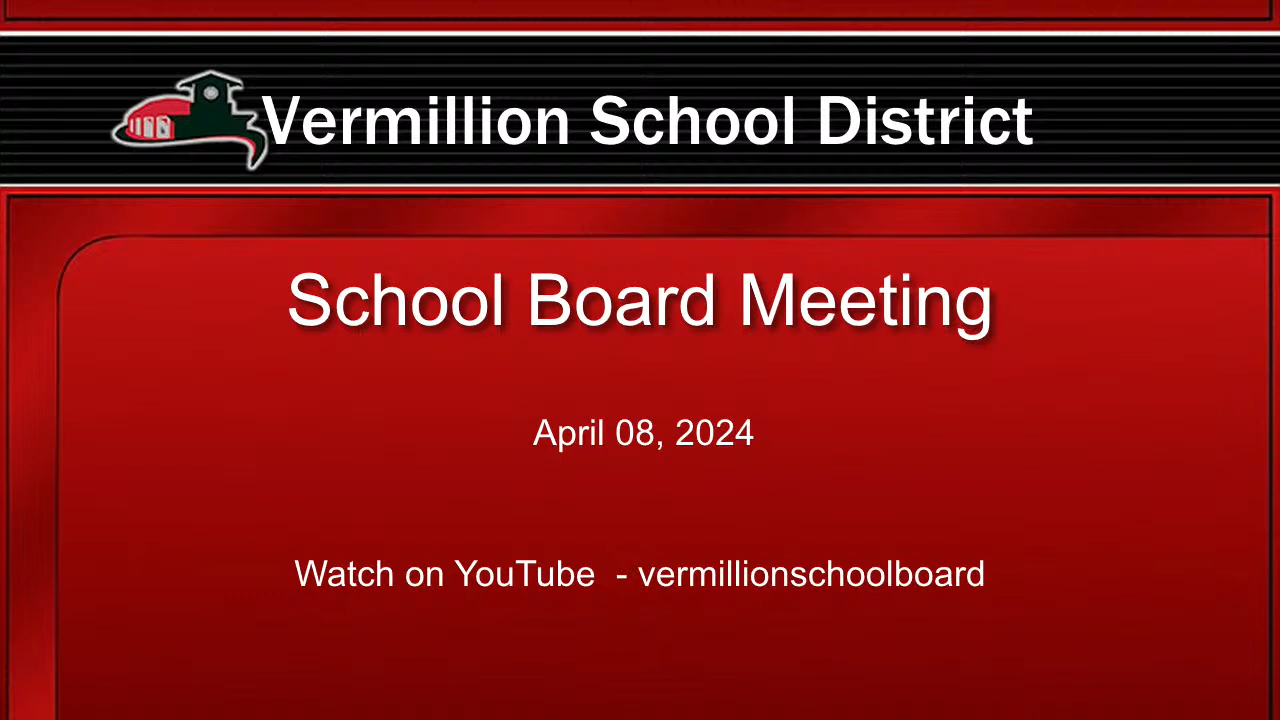 Vermillion School District
School Board Meeting
April 08, 2024
Watch on YouTube  - vermillionschoolboard